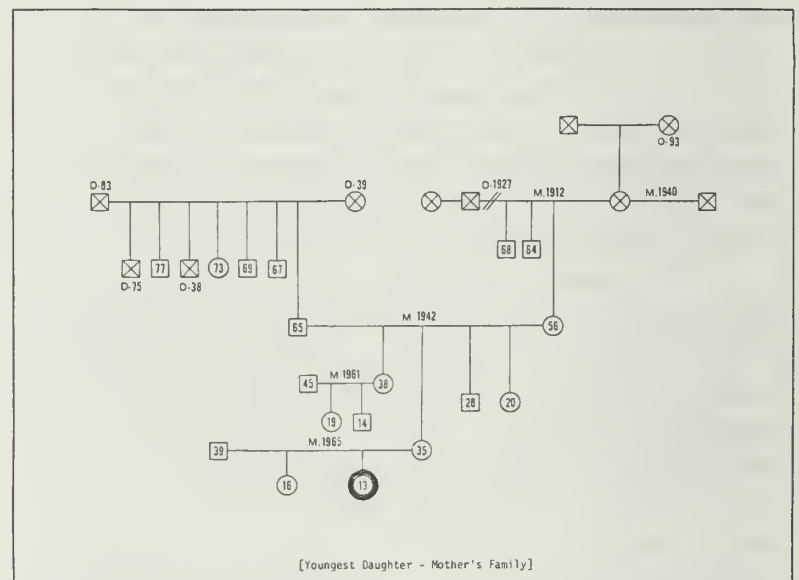 D-93
D-83
D-39
D-1927
M.1912
M.1940
68
64
77
73
69
67
D-75
D-38
65
M 1942
56
45
M 1961
38
19
14
28
20
39
M.1965
35
16
13
[Youngest Daughter - Mother's Family]